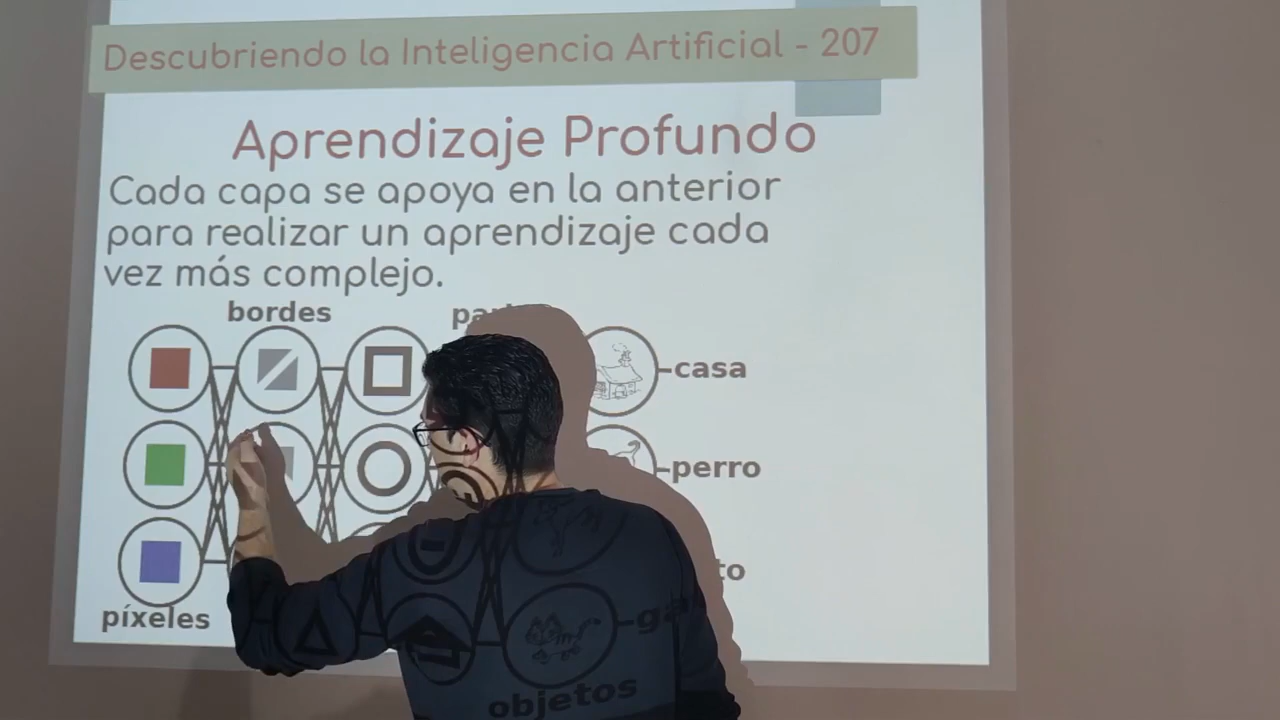 Descubriendo la Inteligencia Artificial - 207
Aprendizaje Profundo
Cada capa se apoya en la anterior
para realizar un aprendizaje cada
vez más complejo.
bordes
casa
perro
píxeles
objetos